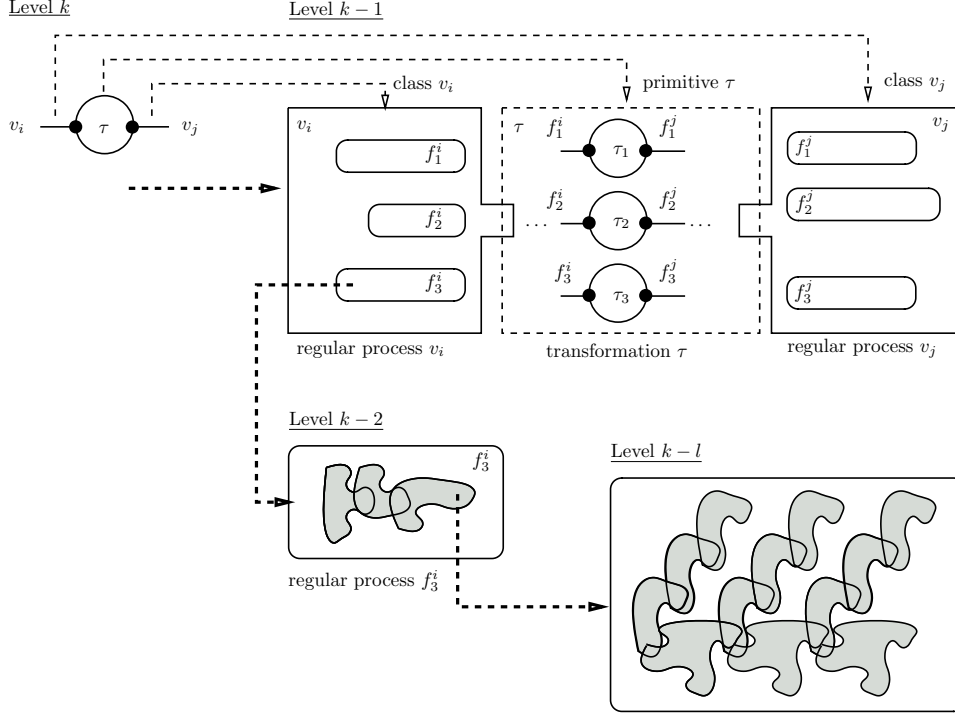 Level k
Level k − 1
class v_i
primitive τ
class v_j
v_i
τ
v_j
v_i
f_1^i
f_2^i
f_3^i
τ
f_1^i
τ_1
f_1^j
f_2^i
...
τ_2
f_2^j
...
f_3^i
τ_3
f_3^j
v_j
f_1^j
f_2^j
f_3^j
regular process v_i
transformation τ
regular process v_j
Level k − 2
f_3^i
regular process f_3^i
Level k−l